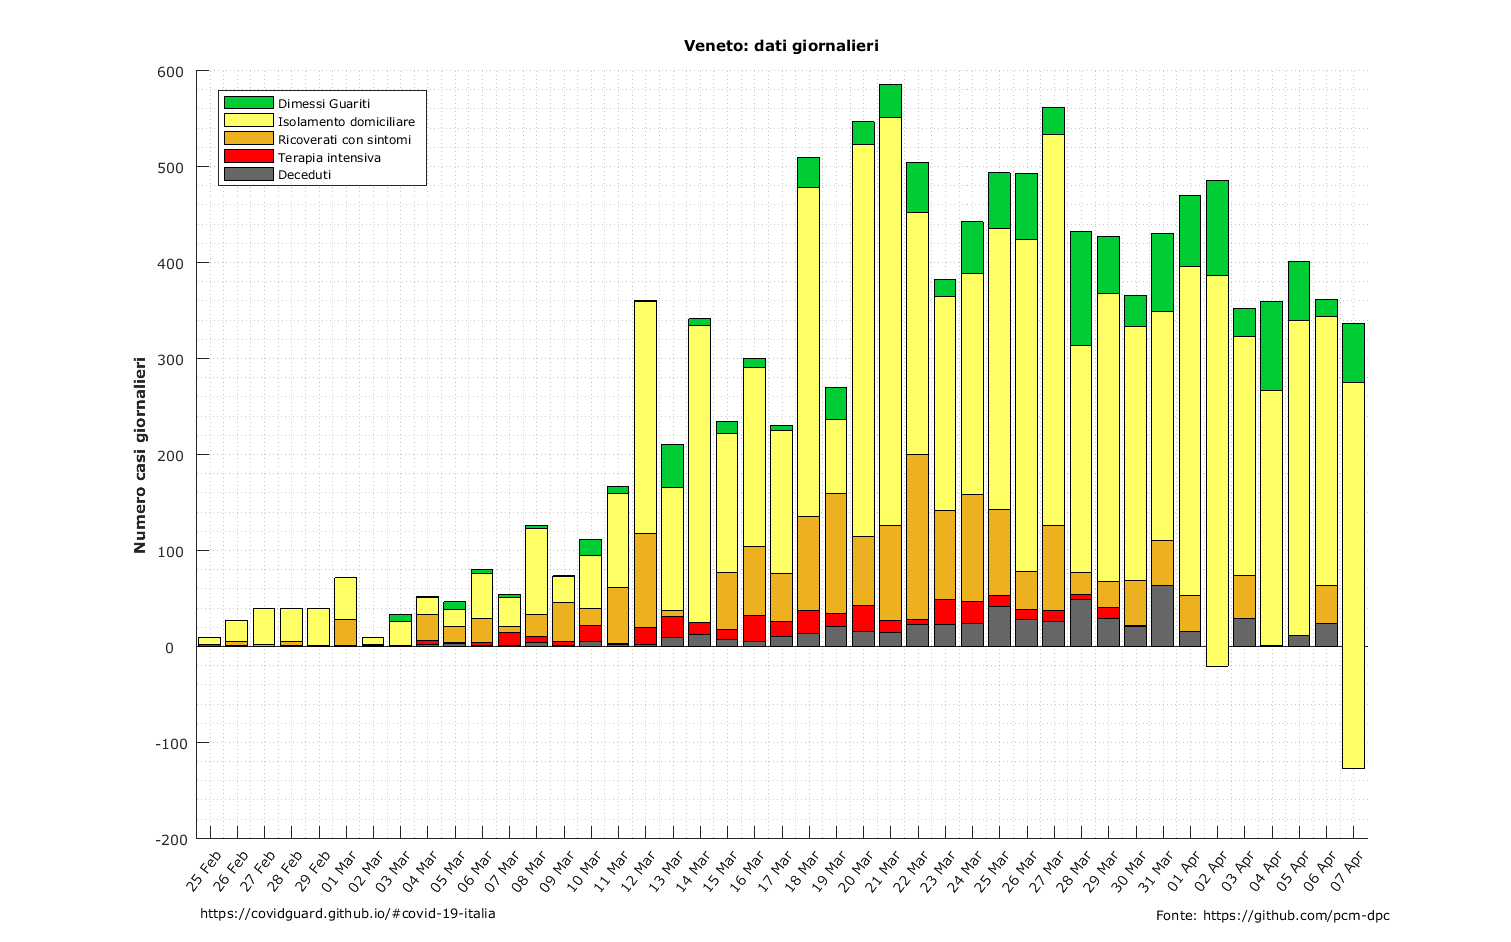 Veneto: dati giornalieri
600
500
400
300
200
100
0
-100
-200
Numero casi giornalieri
Dimessi Guariti
Isolamento domiciliare
Ricoverati con sintomi
Terapia intensiva
Deceduti
25 Feb
26 Feb
27 Feb
28 Feb
29 Feb
01 Mar
02 Mar
03 Mar
04 Mar
05 Mar
06 Mar
07 Mar
08 Mar
09 Mar
10 Mar
11 Mar
12 Mar
13 Mar
14 Mar
15 Mar
16 Mar
17 Mar
18 Mar
19 Mar
20 Mar
21 Mar
22 Mar
23 Mar
24 Mar
25 Mar
26 Mar
27 Mar
28 Mar
29 Mar
30 Mar
31 Mar
01 Apr
02 Apr
03 Apr
04 Apr
05 Apr
06 Apr
07 Apr
https://covidguard.github.io/#covid-19-italia
Fonte: https://github.com/pcm-dpc